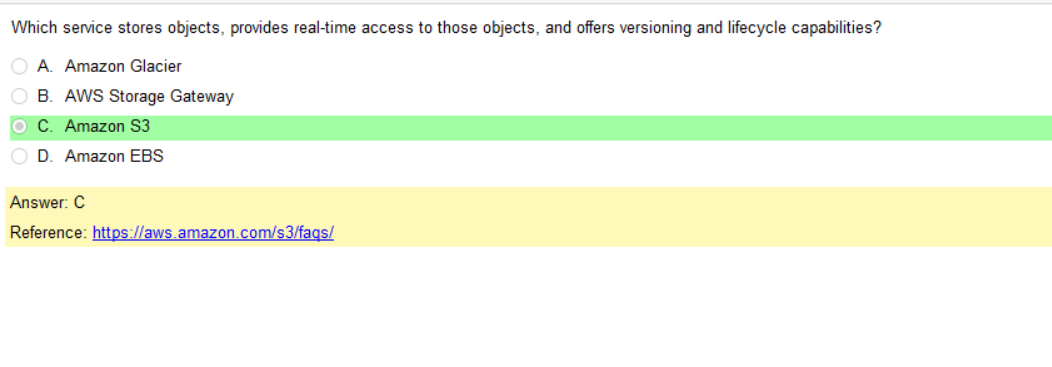 Which service stores objects, provides real-time access to those objects, and offers versioning and lifecycle capabilities?
A. Amazon Glacier
B. AWS Storage Gateway
C. Amazon S3
D. Amazon EBS
Answer: C
Reference: https://aws.amazon.com/s3/faqs/